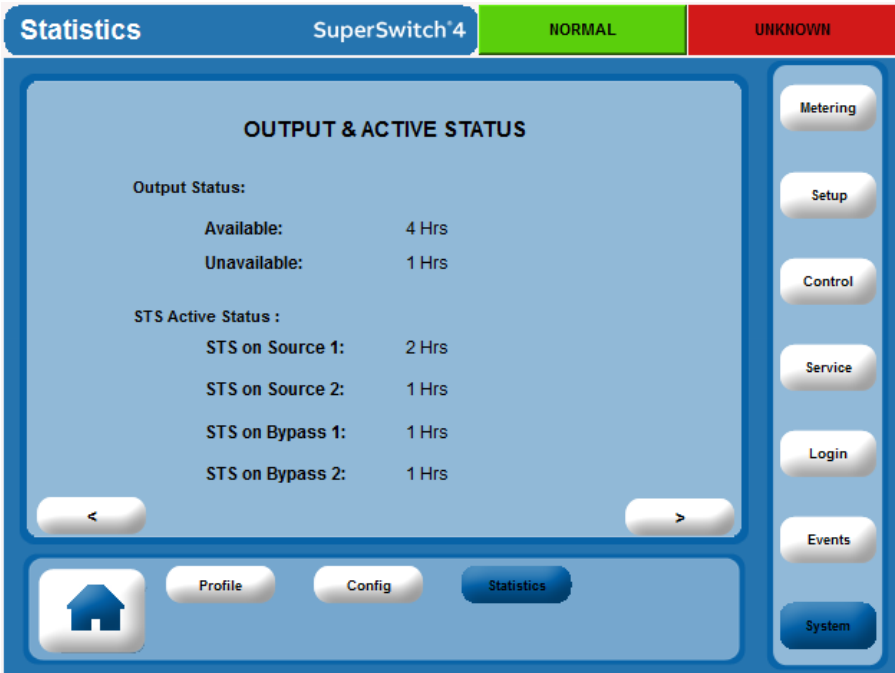 Statistics
SuperSwitch®4
NORMAL
UNKNOWN
OUTPUT & ACTIVE STATUS
Output Status:
Available: 4 Hrs
Unavailable: 1 Hrs
STS Active Status :
STS on Source 1: 2 Hrs
STS on Source 2: 1 Hrs
STS on Bypass 1: 1 Hrs
STS on Bypass 2: 1 Hrs
<
>
Profile
Config
Statistics
Metering
Setup
Control
Service
Login
Events
System